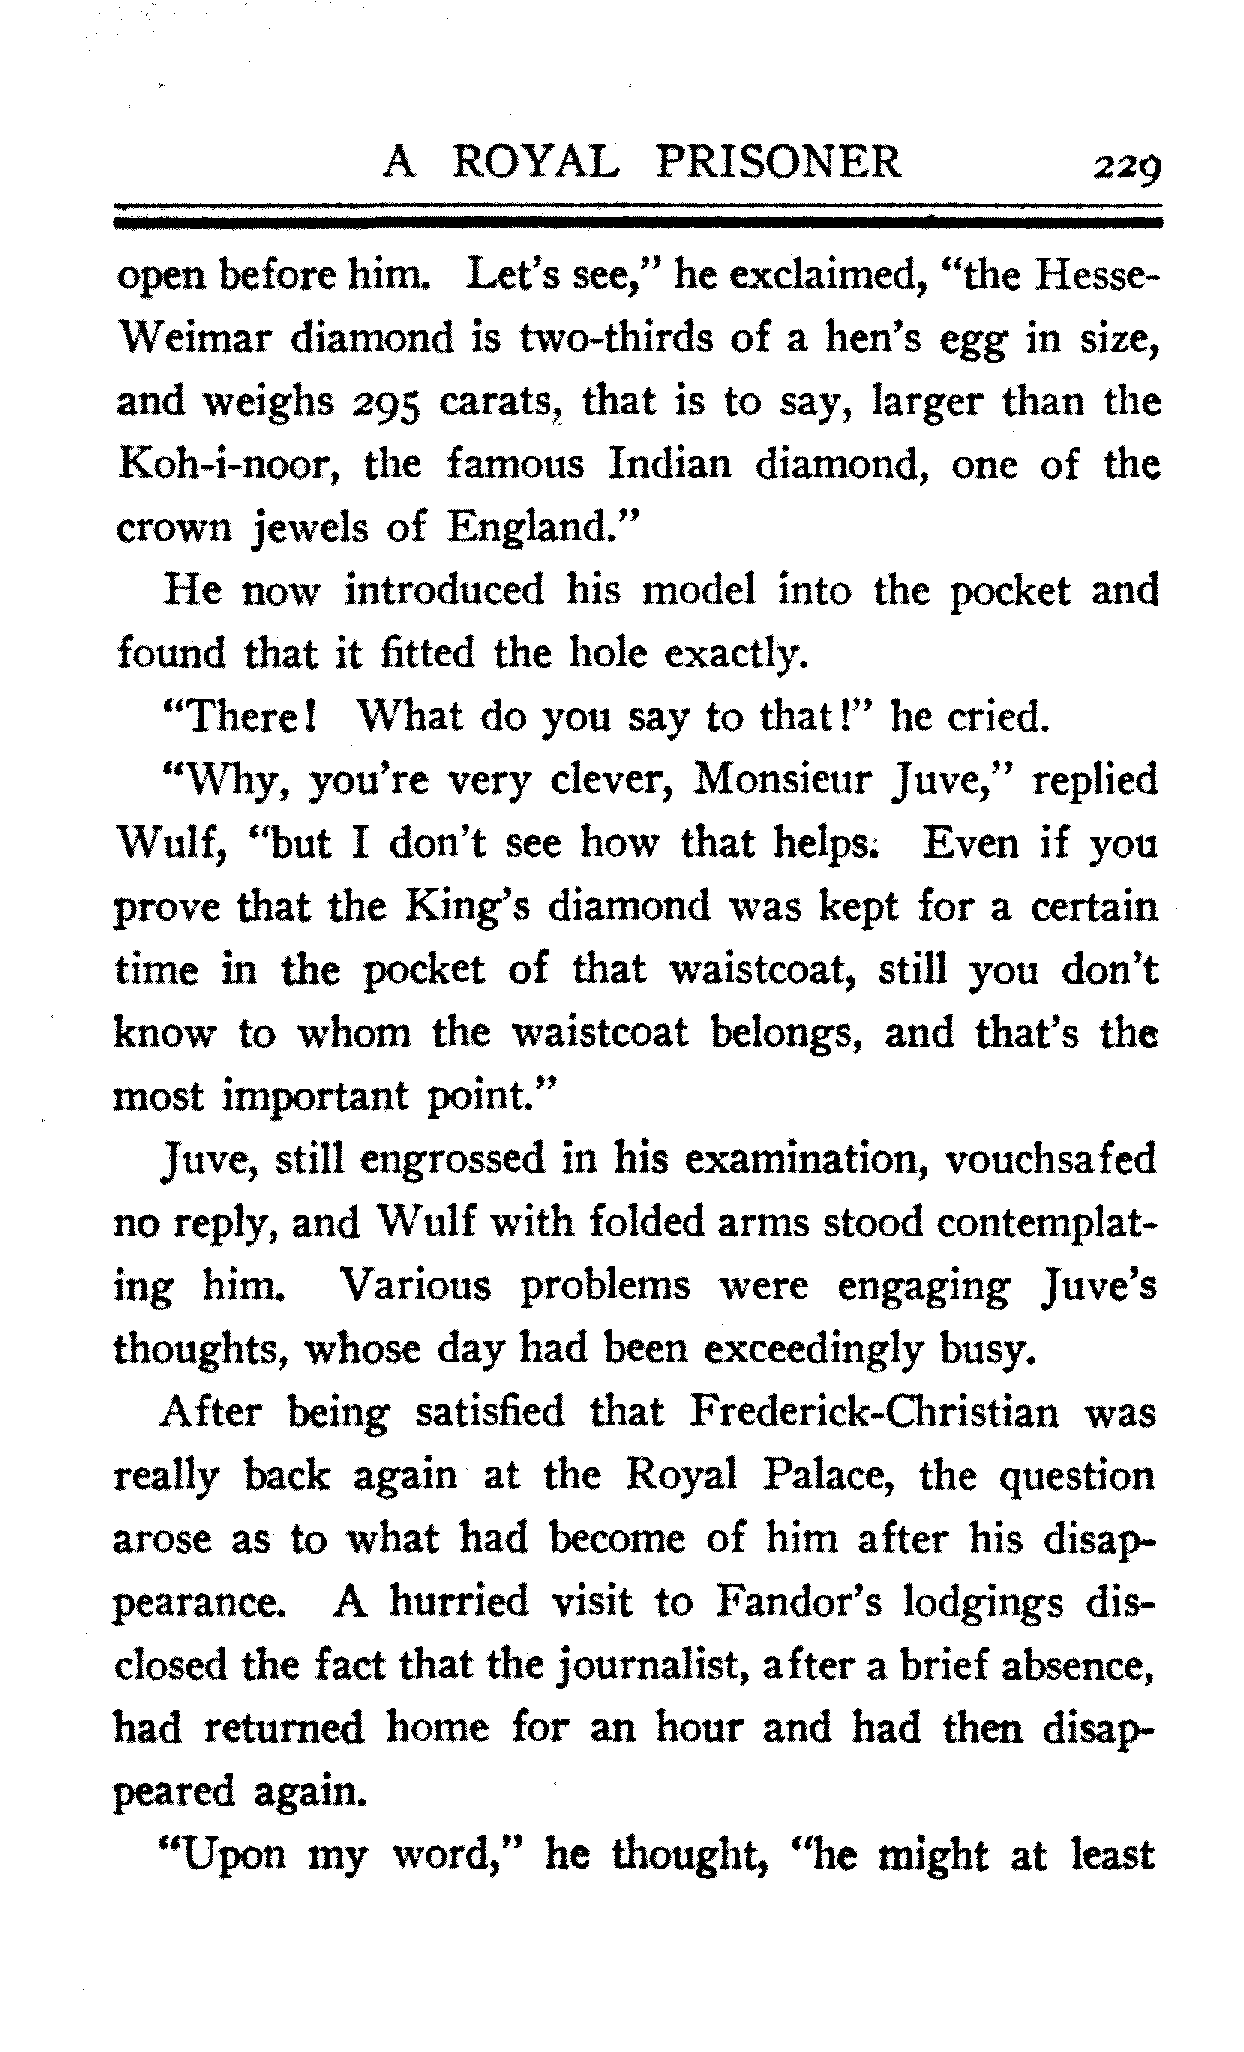 A ROYAL PRISONER 229
open before him. Let's see," he exclaimed, "the Hesse-
Weimar diamond is two-thirds of a hen's egg in size,
and weighs 295 carats, that is to say, larger than the
Koh-i-noor, the famous Indian diamond, one of the
crown jewels of England."
He now introduced his model into the pocket and
found that it fitted the hole exactly.
"There! What do you say to that!" he cried.
"Why, you're very clever, Monsieur Juve," replied
Wulf, "but I don't see how that helps. Even if you
prove that the King's diamond was kept for a certain
time in the pocket of that waistcoat, still you don't
know to whom the waistcoat belongs, and that's the
most important point."
Juve, still engrossed in his examination, vouchsafed
no reply, and Wulf with folded arms stood contemplat-
ing him. Various problems were engaging Juve's
thoughts, whose day had been exceedingly busy.
After being satisfied that Frederick-Christian was
really back again at the Royal Palace, the question
arose as to what had become of him after his disap-
pearance. A hurried visit to Fandor's lodgings dis-
closed the fact that the journalist, after a brief absence,
had returned home for an hour and had then disap-
peared again.
"Upon my word," he thought, "he might at least